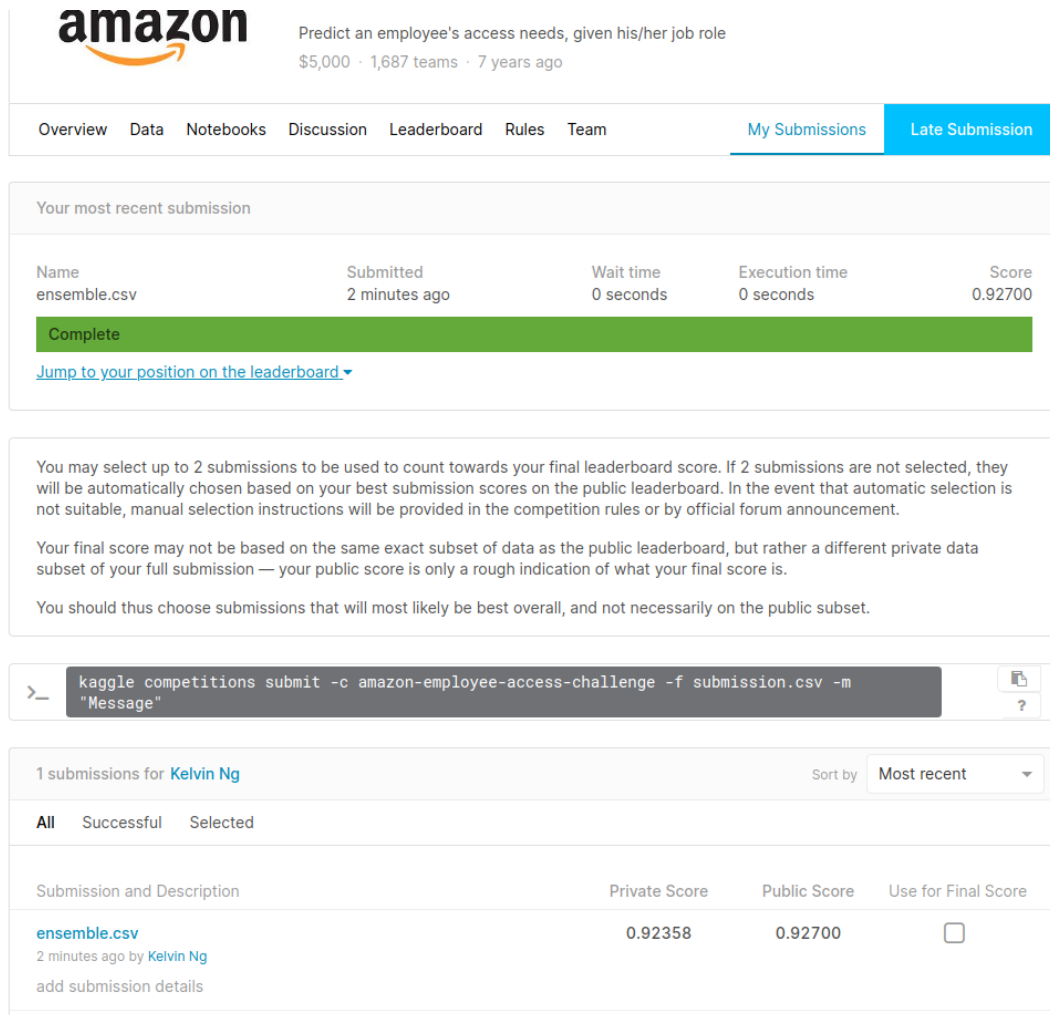 amazon
Predict an employee's access needs, given his/her job role
$5,000 · 1,687 teams · 7 years ago
Overview Data Notebooks Discussion Leaderboard Rules Team My Submissions Late Submission
Your most recent submission
Name Submitted Wait time Execution time Score
ensemble.csv 2 minutes ago 0 seconds 0 seconds 0.92700
Complete
Jump to your position on the leaderboard
You may select up to 2 submissions to be used to count towards your final leaderboard score. If 2 submissions are not selected, they
will be automatically chosen based on your best submission scores on the public leaderboard. In the event that automatic selection is
not suitable, manual selection instructions will be provided in the competition rules or by official forum announcement.
Your final score may not be based on the same exact subset of data as the public leaderboard, but rather a different private data
subset of your full submission — your public score is only a rough indication of what your final score is.
You should thus choose submissions that will most likely be best overall, and not necessarily on the public subset.
>_ kaggle competitions submit -c amazon-employee-access-challenge -f submission.csv -m
"Message" ?
1 submissions for Kelvin Ng Sort by Most recent
All Successful Selected
Submission and Description Private Score Public Score Use for Final Score
ensemble.csv 0.92358 0.92700
2 minutes ago by Kelvin Ng
add submission details